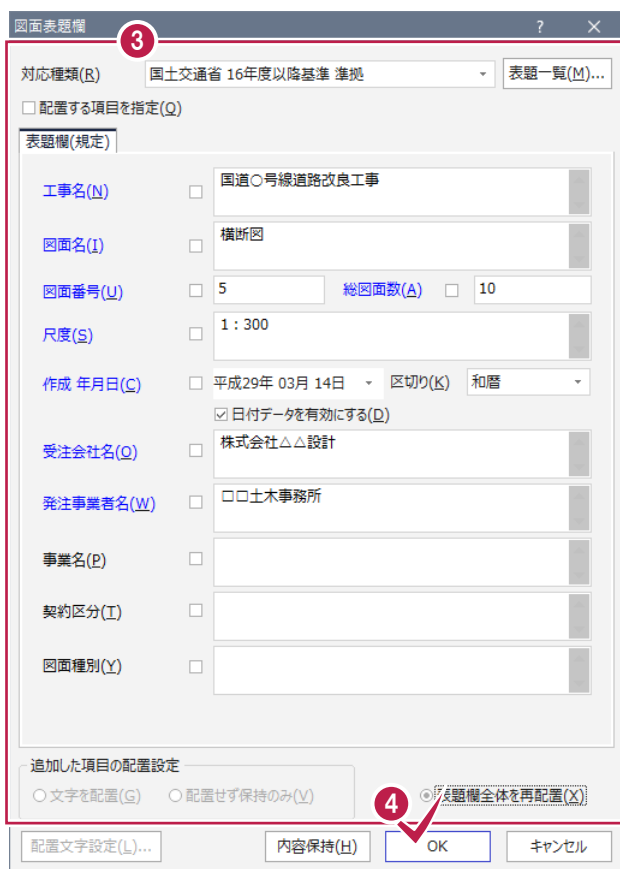 図面表題欄 ? ×
3
対応種類(R) 国土交通省 16年度以降基準 準拠 表題一覧(M)...
配置する項目を指定(Q)
表題欄(規定)
工事名(N) 国道○号線道路改良工事
図面名(I) 横断図
図面番号(U) 5 総図面数(A) 10
尺度(S) 1:300
作成 年月日(C) 平成29年 03月 14日 区切り(K) 和暦
日付データを有効にする(D)
受注会社名(O) 株式会社△△設計
発注事業者名(W) □□土木事務所
事業名(P)
契約区分(T)
図面種別(Y)
追加した項目の配置設定
文字を配置(G) 配置せず保持のみ(V) 表題欄全体を再配置(X)
4
配置文字設定(L)... 内容保持(H) OK キャンセル